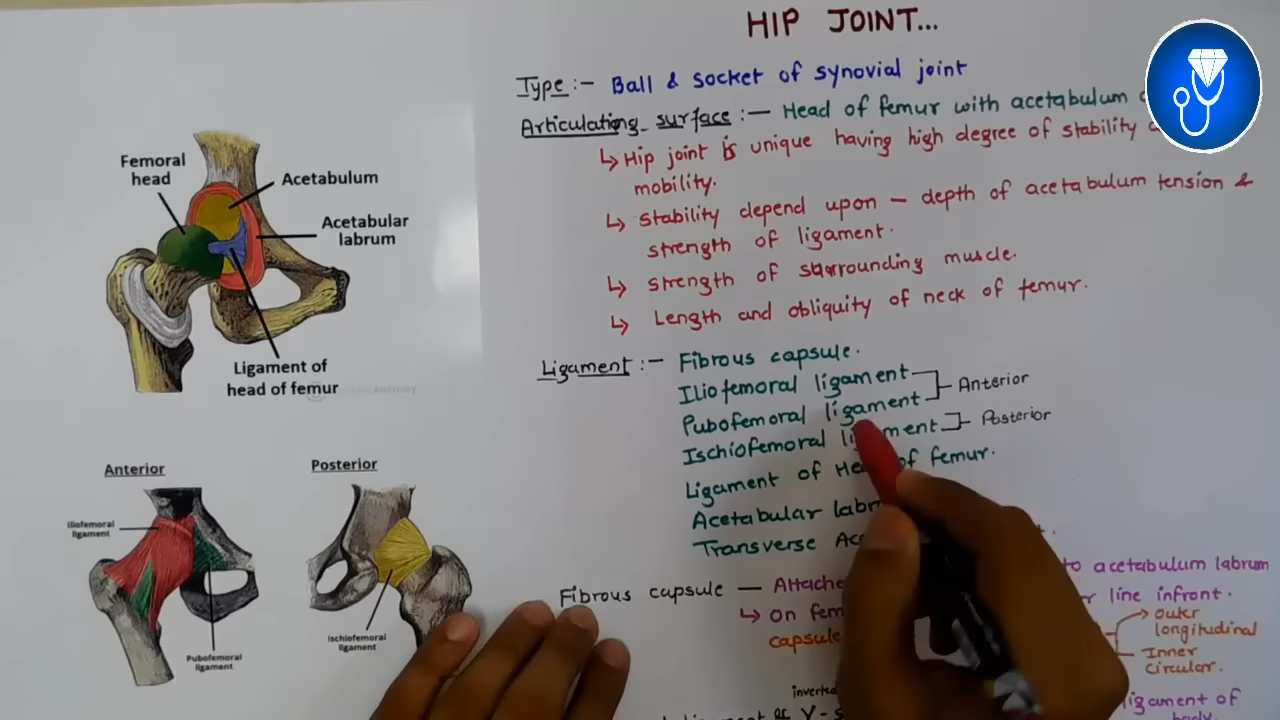 HIP JOINT...
Type :- Ball & socket of synovial joint
Articulating surface :- Head of femur with acetabulum
↳ Hip joint is unique having high degree of stability
mobility.
↳ Stability depend upon — depth of acetabulum tension &
strength of ligament.
↳ strength of surrounding muscle.
↳ Length and obliquity of neck of femur.
Ligament :- Fibrous capsule.
Iliofemoral ligament
Pubofemoral ligament
Anterior
Ischiofemoral ligament
Posterior
Ligament of of femur.
Acetabular
Transverse
Fibrous capsule — to acetabulum labrum
↳ On line infront.
capsule
Outer
longitudinal
Inner
circular.
inverted
ligament of
body
Femoral
head
Acetabulum
Acetabular
labrum
Ligament of
head of femur
Anterior
Iliofemoral
ligament
Pubofemoral
ligament
Posterior
Ischiofemoral
ligament